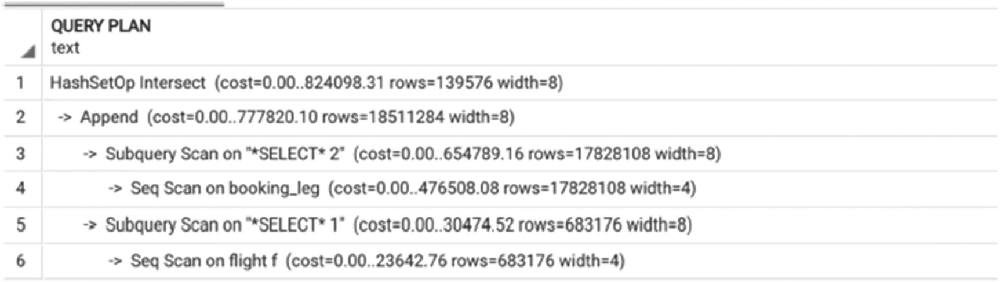 QUERY PLAN
text
1 HashSetOp Intersect (cost=0.00..824098.31 rows=139576 width=8)
2 -> Append (cost=0.00..777820.10 rows=18511284 width=8)
3 -> Subquery Scan on "*SELECT* 2" (cost=0.00..654789.16 rows=17828108 width=8)
4 -> Seq Scan on booking_leg (cost=0.00..476508.08 rows=17828108 width=4)
5 -> Subquery Scan on "*SELECT* 1" (cost=0.00..30474.52 rows=683176 width=8)
6 -> Seq Scan on flight f (cost=0.00..23642.76 rows=683176 width=4)